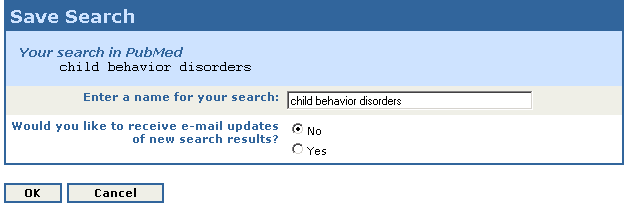 Save Search
Your search in PubMed
child behavior disorders
Enter a name for your search: child behavior disorders
Would you like to receive e-mail updates No
of new search results?
Yes
OK Cancel